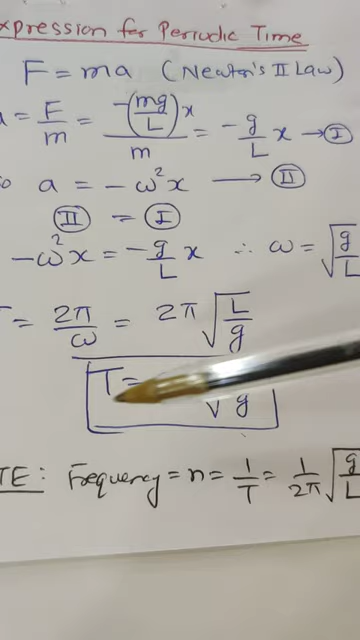 xpression for Periodic Time
F = ma (Newton's II Law)
a = F/m = -(mg/L)x / m = -g/L x → I
so a = -ω²x → II
II = I
-ω²x = -g/L x ∴ ω = √g/L
T = 2π/ω = 2π √L/g
T = √g
TE: Frequency = n = 1/T = 1/2π √g/L